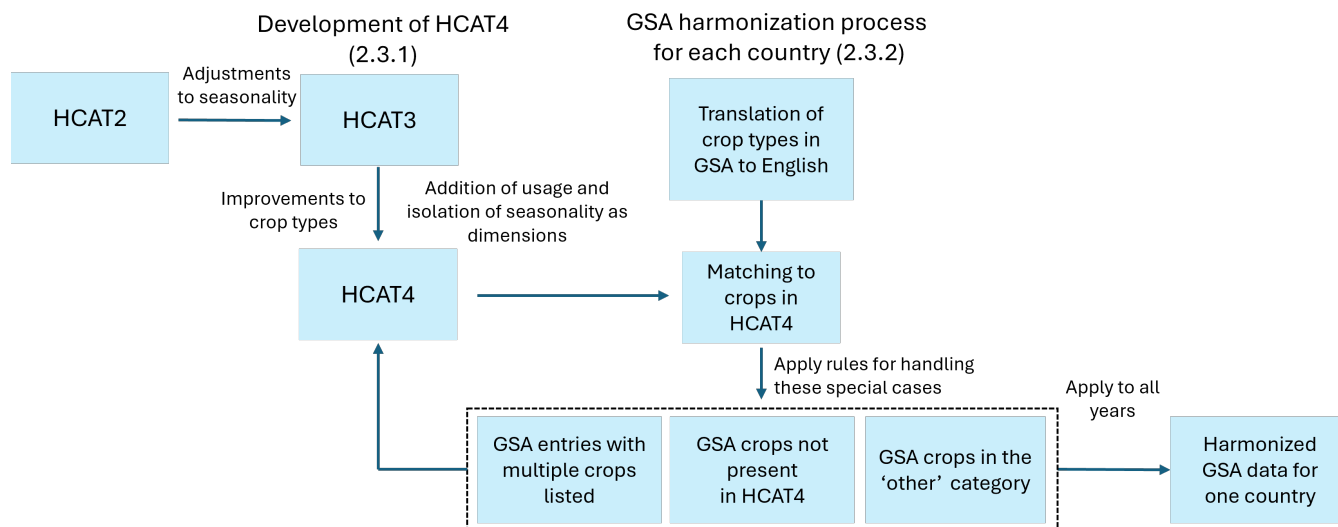 Development of HCAT4
(2.3.1)
GSA harmonization process
for each country (2.3.2)
Adjustments
to seasonality
HCAT2
HCAT3
Translation of
crop types in
GSA to English
Improvements to
crop types
Addition of usage and
isolation of seasonality as
dimensions
HCAT4
Matching to
crops in
HCAT4
Apply rules for handling
these special cases
Apply to all
years
GSA entries with
multiple crops
listed
GSA crops not
present
in HCAT4
GSA crops in the
‘other’ category
Harmonized
GSA data for
one country